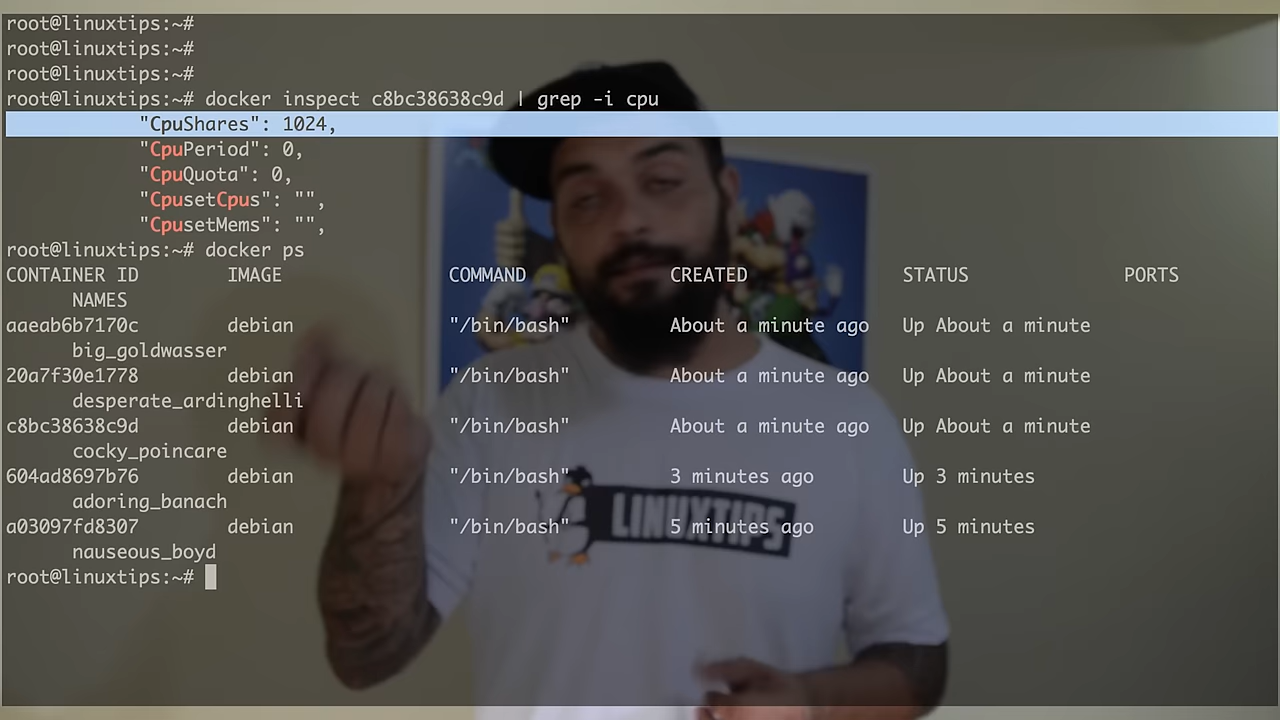 root@linuxtips:~#
root@linuxtips:~#
root@linuxtips:~#
root@linuxtips:~# docker inspect c8bc38638c9d | grep -i cpu
"CpuShares": 1024,
"CpuPeriod": 0,
"CpuQuota": 0,
"CpusetCpus": "",
"CpusetMems": "",
root@linuxtips:~# docker ps
CONTAINER ID IMAGE COMMAND CREATED STATUS PORTS
NAMES
aaeab6b7170c debian "/bin/bash" About a minute ago Up About a minute
big_goldwasser
20a7f30e1778 debian "/bin/bash" About a minute ago Up About a minute
desperate_ardinghelli
c8bc38638c9d debian "/bin/bash" About a minute ago Up About a minute
cocky_poincare
604ad8697b76 debian "/bin/bash" 3 minutes ago Up 3 minutes
adoring_banach
a03097fd8307 debian "/bin/bash" 5 minutes ago Up 5 minutes
nauseous_boyd
root@linuxtips:~#
LINUXTIPS